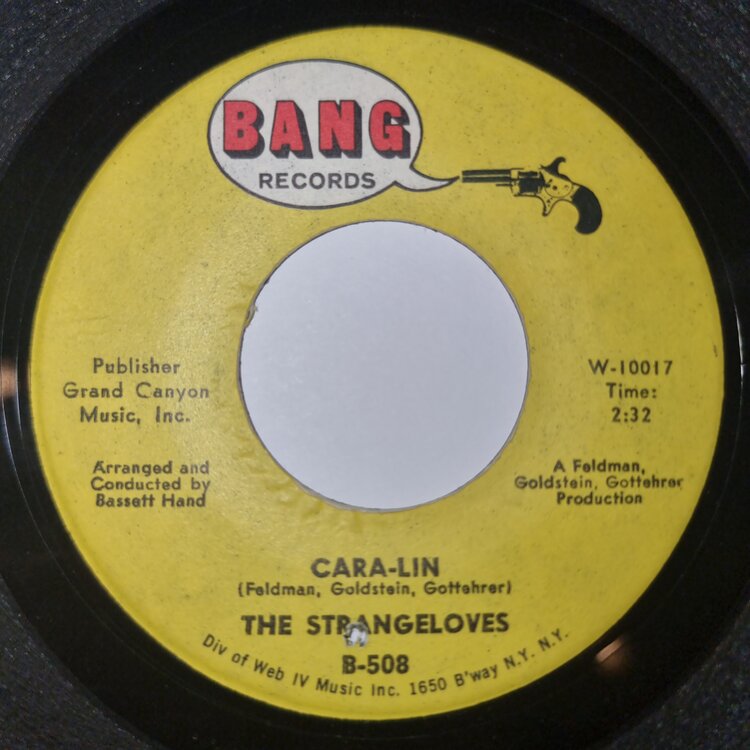 BANG
RECORDS
Publisher
Grand Canyon
Music, Inc.
Arranged and
Conducted by
Bassett Hand
W-10017
Time:
2:32
A Feldman,
Goldstein, Gottehrer
Production
CARA-LIN
(Feldman, Goldstein, Gottehrer)
THE STRANGELOVES
B-508
Div of Web IV Music Inc. 1650 B'way N.Y. N.Y.